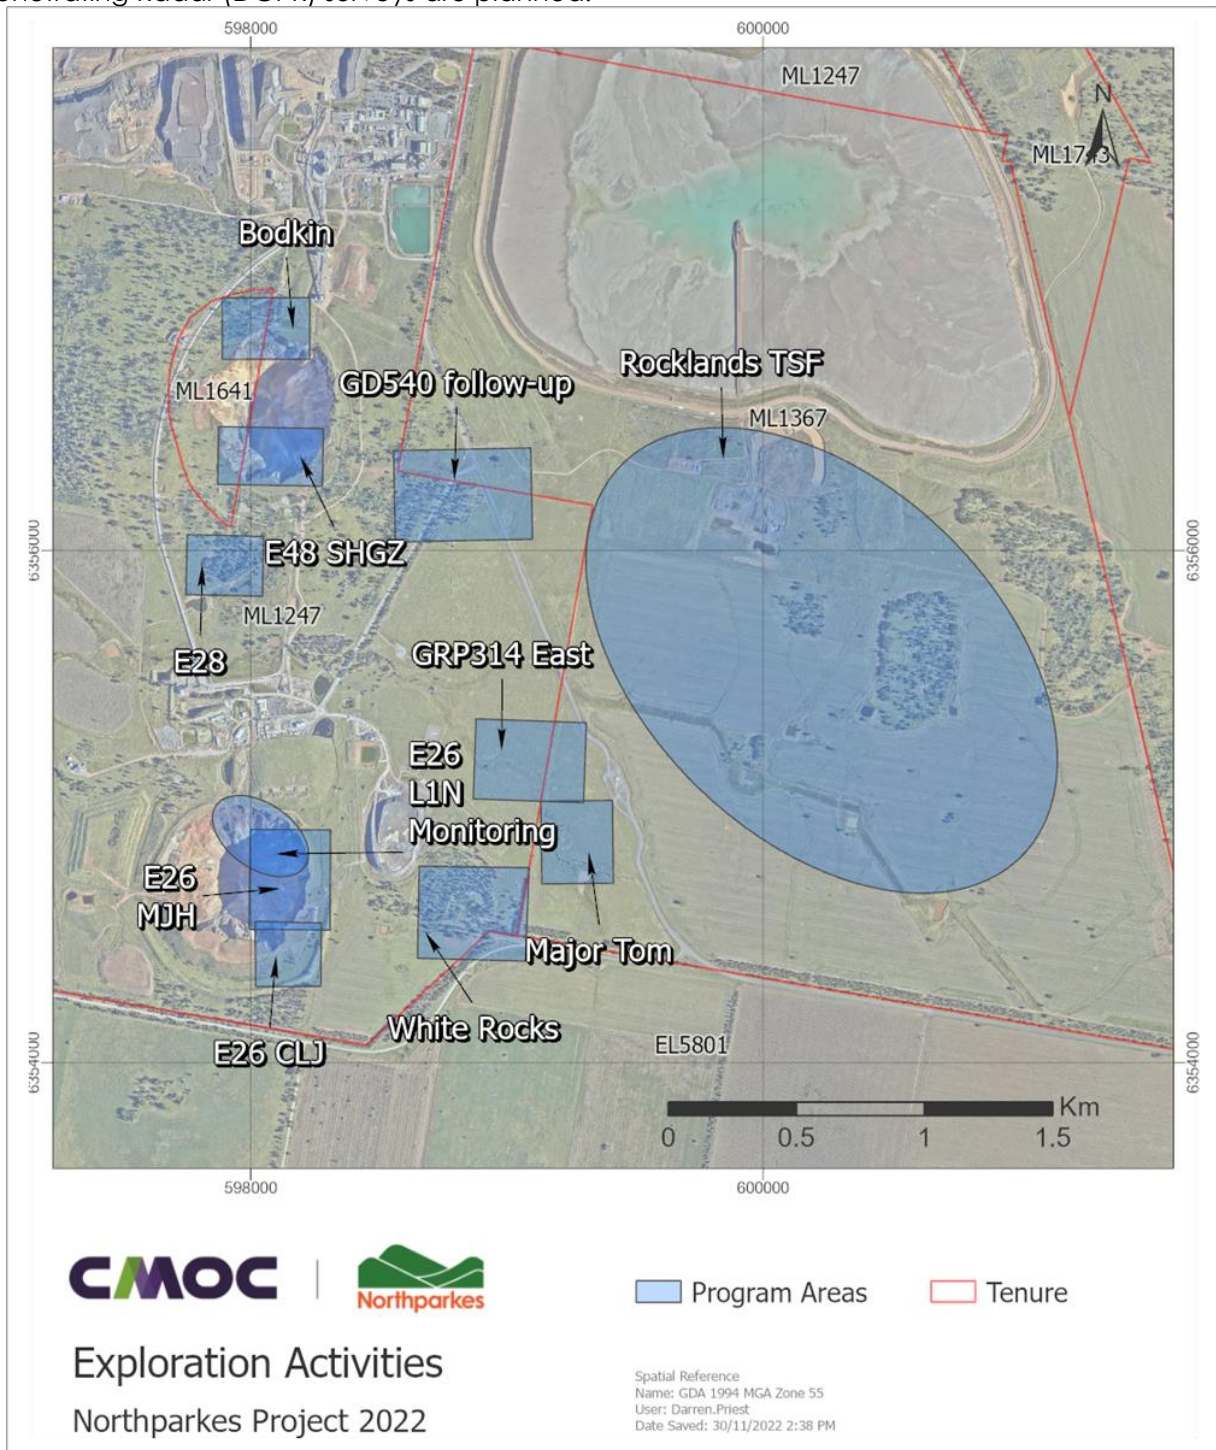 598000
600000
ML1247
N
ML1743
Bodkin
Rocklands TSF
GD540 follow-up
ML1641
ML1367
6356000
6356000
E48 SHGZ
ML1247
E28
GRP314 East
E26
L1N
Monitoring
E26
MJH
Major Tom
White Rocks
E26 CLJ
EL5801
6354000
6354000
Km
0 0.5 1 1.5
598000
600000
CMOC
Northparkes
Program Areas
Tenure
Exploration Activities
Northparkes Project 2022
Spatial Reference
Name: GDA 1994 MGA Zone 55
User: Darren.Priest
Date Saved: 30/11/2022 2:38 PM